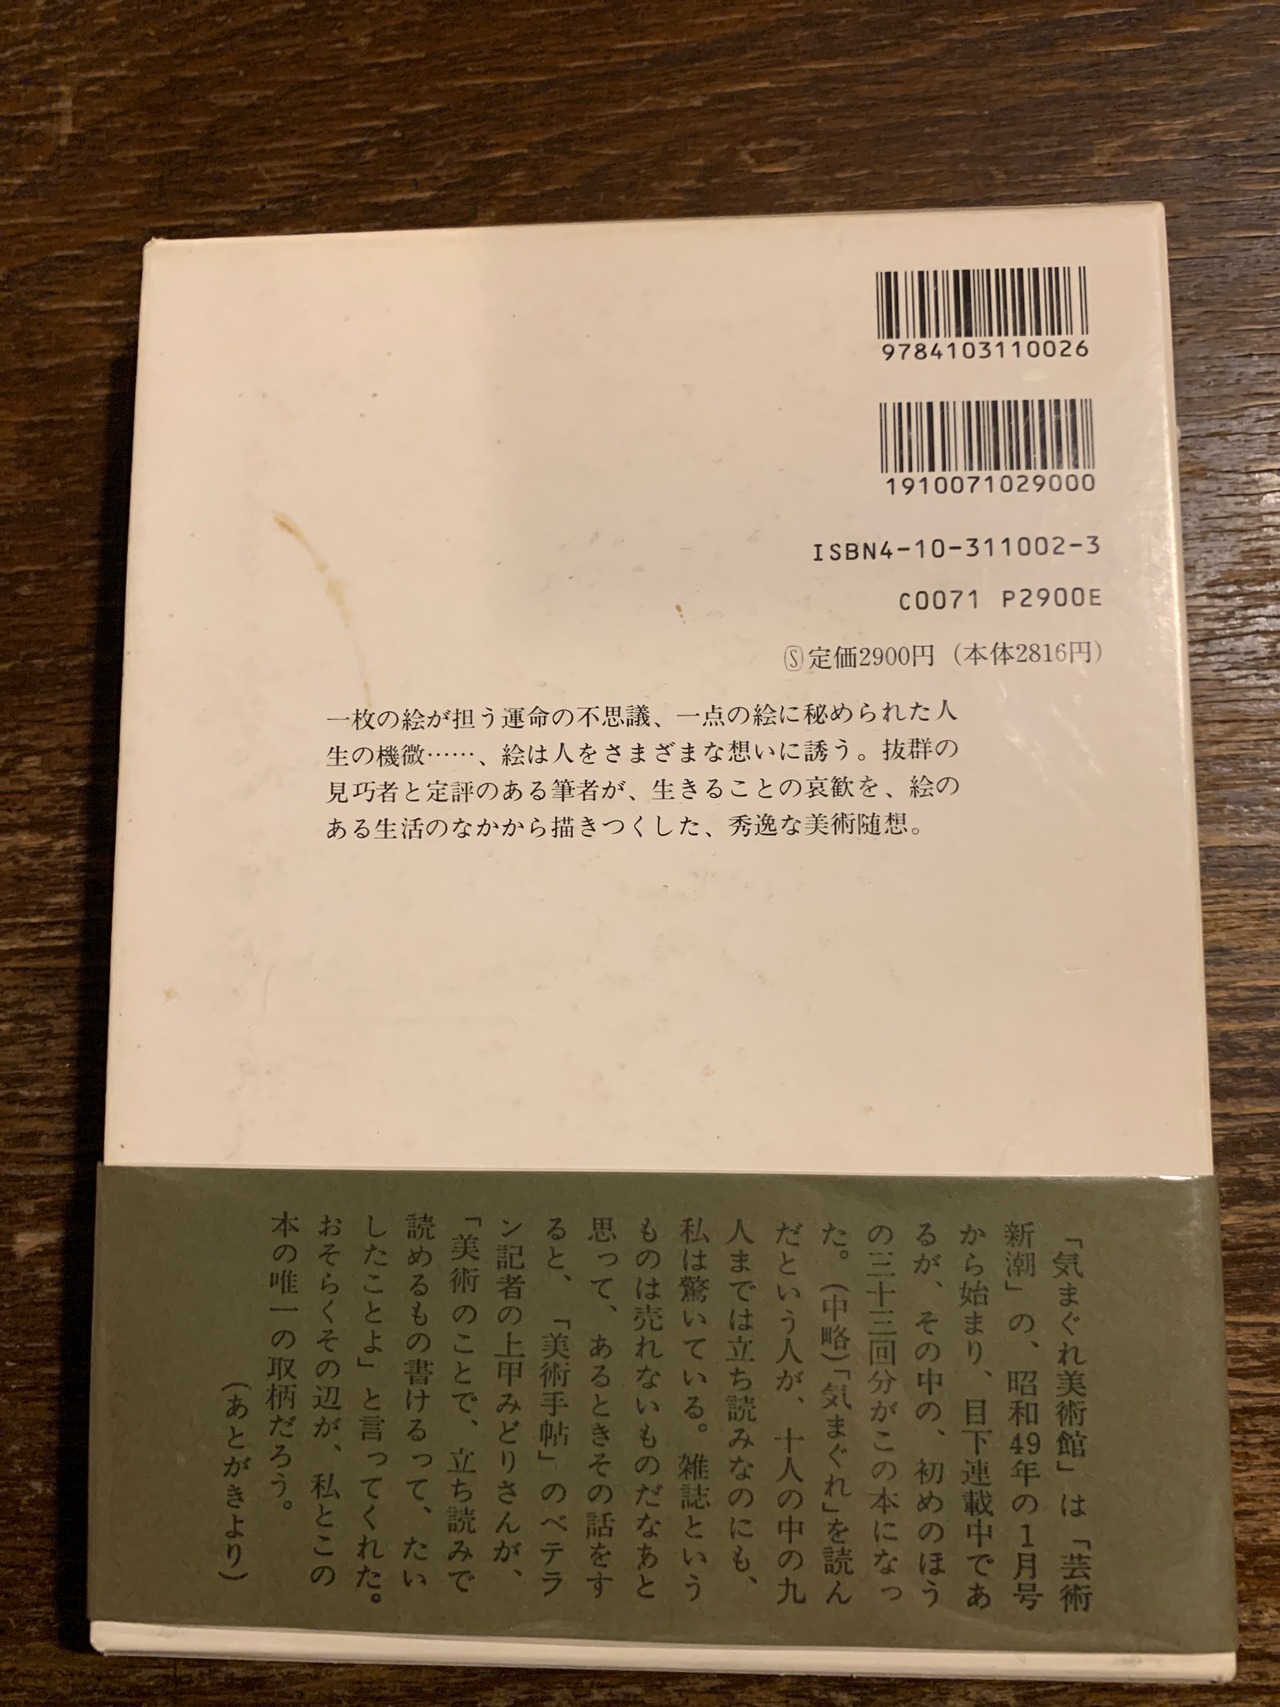 9784103110026
1910071029000
ISBN4-10-311002-3
C0071 P2900E
Ⓢ定価2900円（本体2816円）
一枚の絵が担う運命の不思議、一点の絵に秘められた人
生の機微……、絵は人をさまざまな想いに誘う。抜群の
見巧者と定評のある筆者が、生きることの哀歓を、絵の
ある生活のなかから描きつくした、秀逸な美術随想。
「気まぐれ美術館」は「芸術
新潮」の、昭和49年の1月号
から始まり、目下連載中であ
るが、その中の、初めのほう
の三十三回分がこの本になっ
た。（中略）「気まぐれ」を読ん
だという人が、十人の中の九
人までは立ち読みなのにも、
私は驚いている。雑誌という
ものは売れないものだなあと
思って、あるときその話をす
ると、「美術手帖」のベテラ
ン記者の上甲みどりさんが、
「美術のことで、立ち読みで
読めるもの書けるって、たい
したことよ」と言ってくれた。
おそらくその辺が、私とこの
本の唯一の取柄だろう。
（あとがきより）